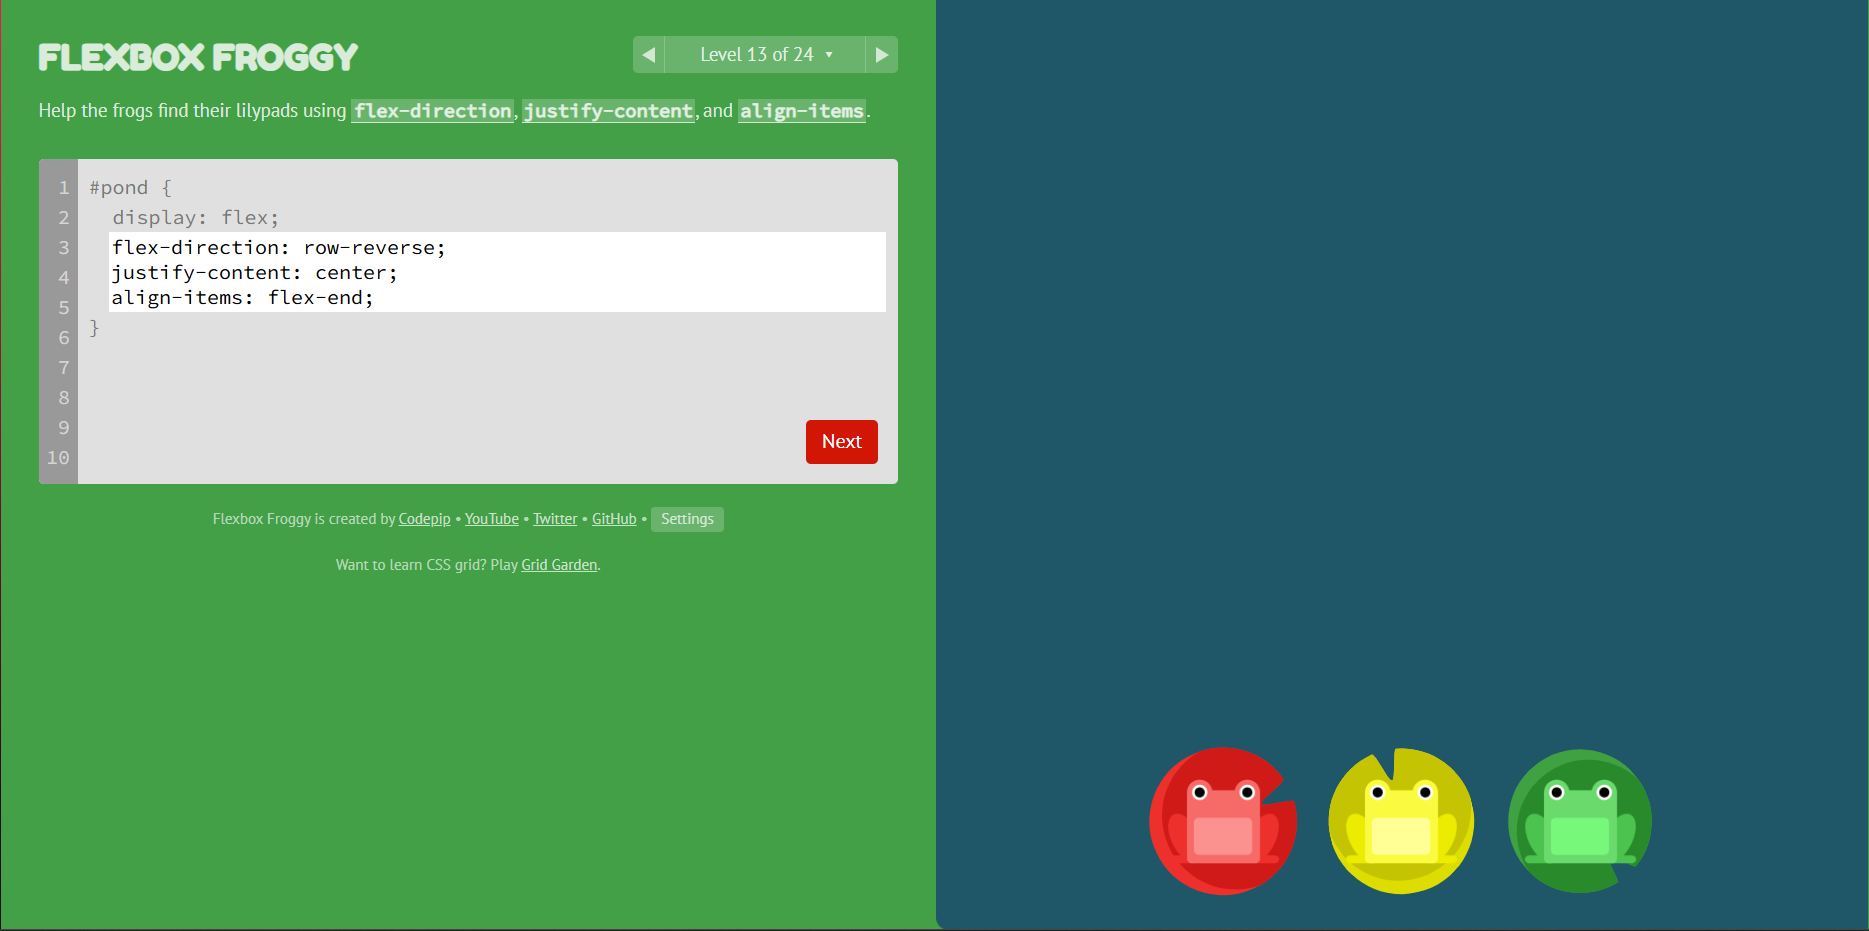 FLEXBOX FROGGY
◀ Level 13 of 24 ▼ ▶
Help the frogs find their lilypads using flex-direction, justify-content, and align-items.
1 #pond {
2 display: flex;
3 flex-direction: row-reverse;
4 justify-content: center;
5 align-items: flex-end;
6 }
7
8
9
10
Next
Flexbox Froggy is created by Codepip • YouTube • Twitter • GitHub • Settings
Want to learn CSS grid? Play Grid Garden.